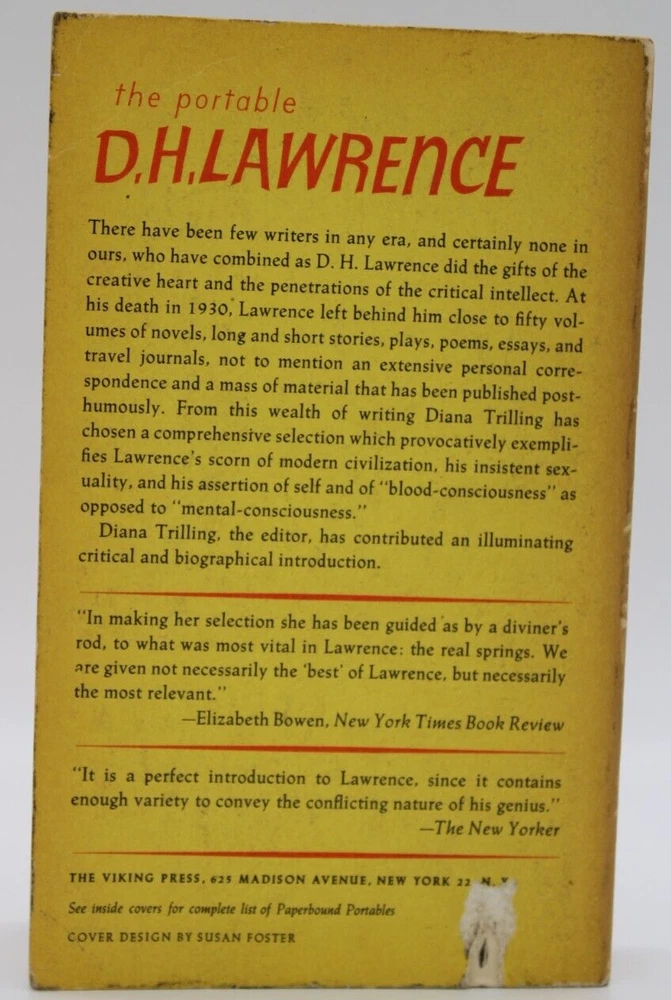 the portable
D.H.LAWRENCE
There have been few writers in any era, and certainly none in
ours, who have combined as D. H. Lawrence did the gifts of the
creative heart and the penetrations of the critical intellect. At
his death in 1930, Lawrence left behind him close to fifty vol-
umes of novels, long and short stories, plays, poems, essays, and
travel journals, not to mention an extensive personal corre-
spondence and a mass of material that has been published post-
humously. From this wealth of writing Diana Trilling has
chosen a comprehensive selection which provocatively exempli-
fies Lawrence's scorn of modern civilization, his insistent sex-
uality, and his assertion of self and of "blood-consciousness" as
opposed to "mental-consciousness."
Diana Trilling, the editor, has contributed an illuminating
critical and biographical introduction.
"In making her selection she has been guided as by a diviner's
rod, to what was most vital in Lawrence: the real springs. We
are given not necessarily the 'best' of Lawrence, but necessarily
the most relevant."
—Elizabeth Bowen, New York Times Book Review
"It is a perfect introduction to Lawrence, since it contains
enough variety to convey the conflicting nature of his genius."
—The New Yorker
THE VIKING PRESS, 625 MADISON AVENUE, NEW YORK 22 N. Y
See inside covers for complete list of Paperbound Portables
COVER DESIGN BY SUSAN FOSTER